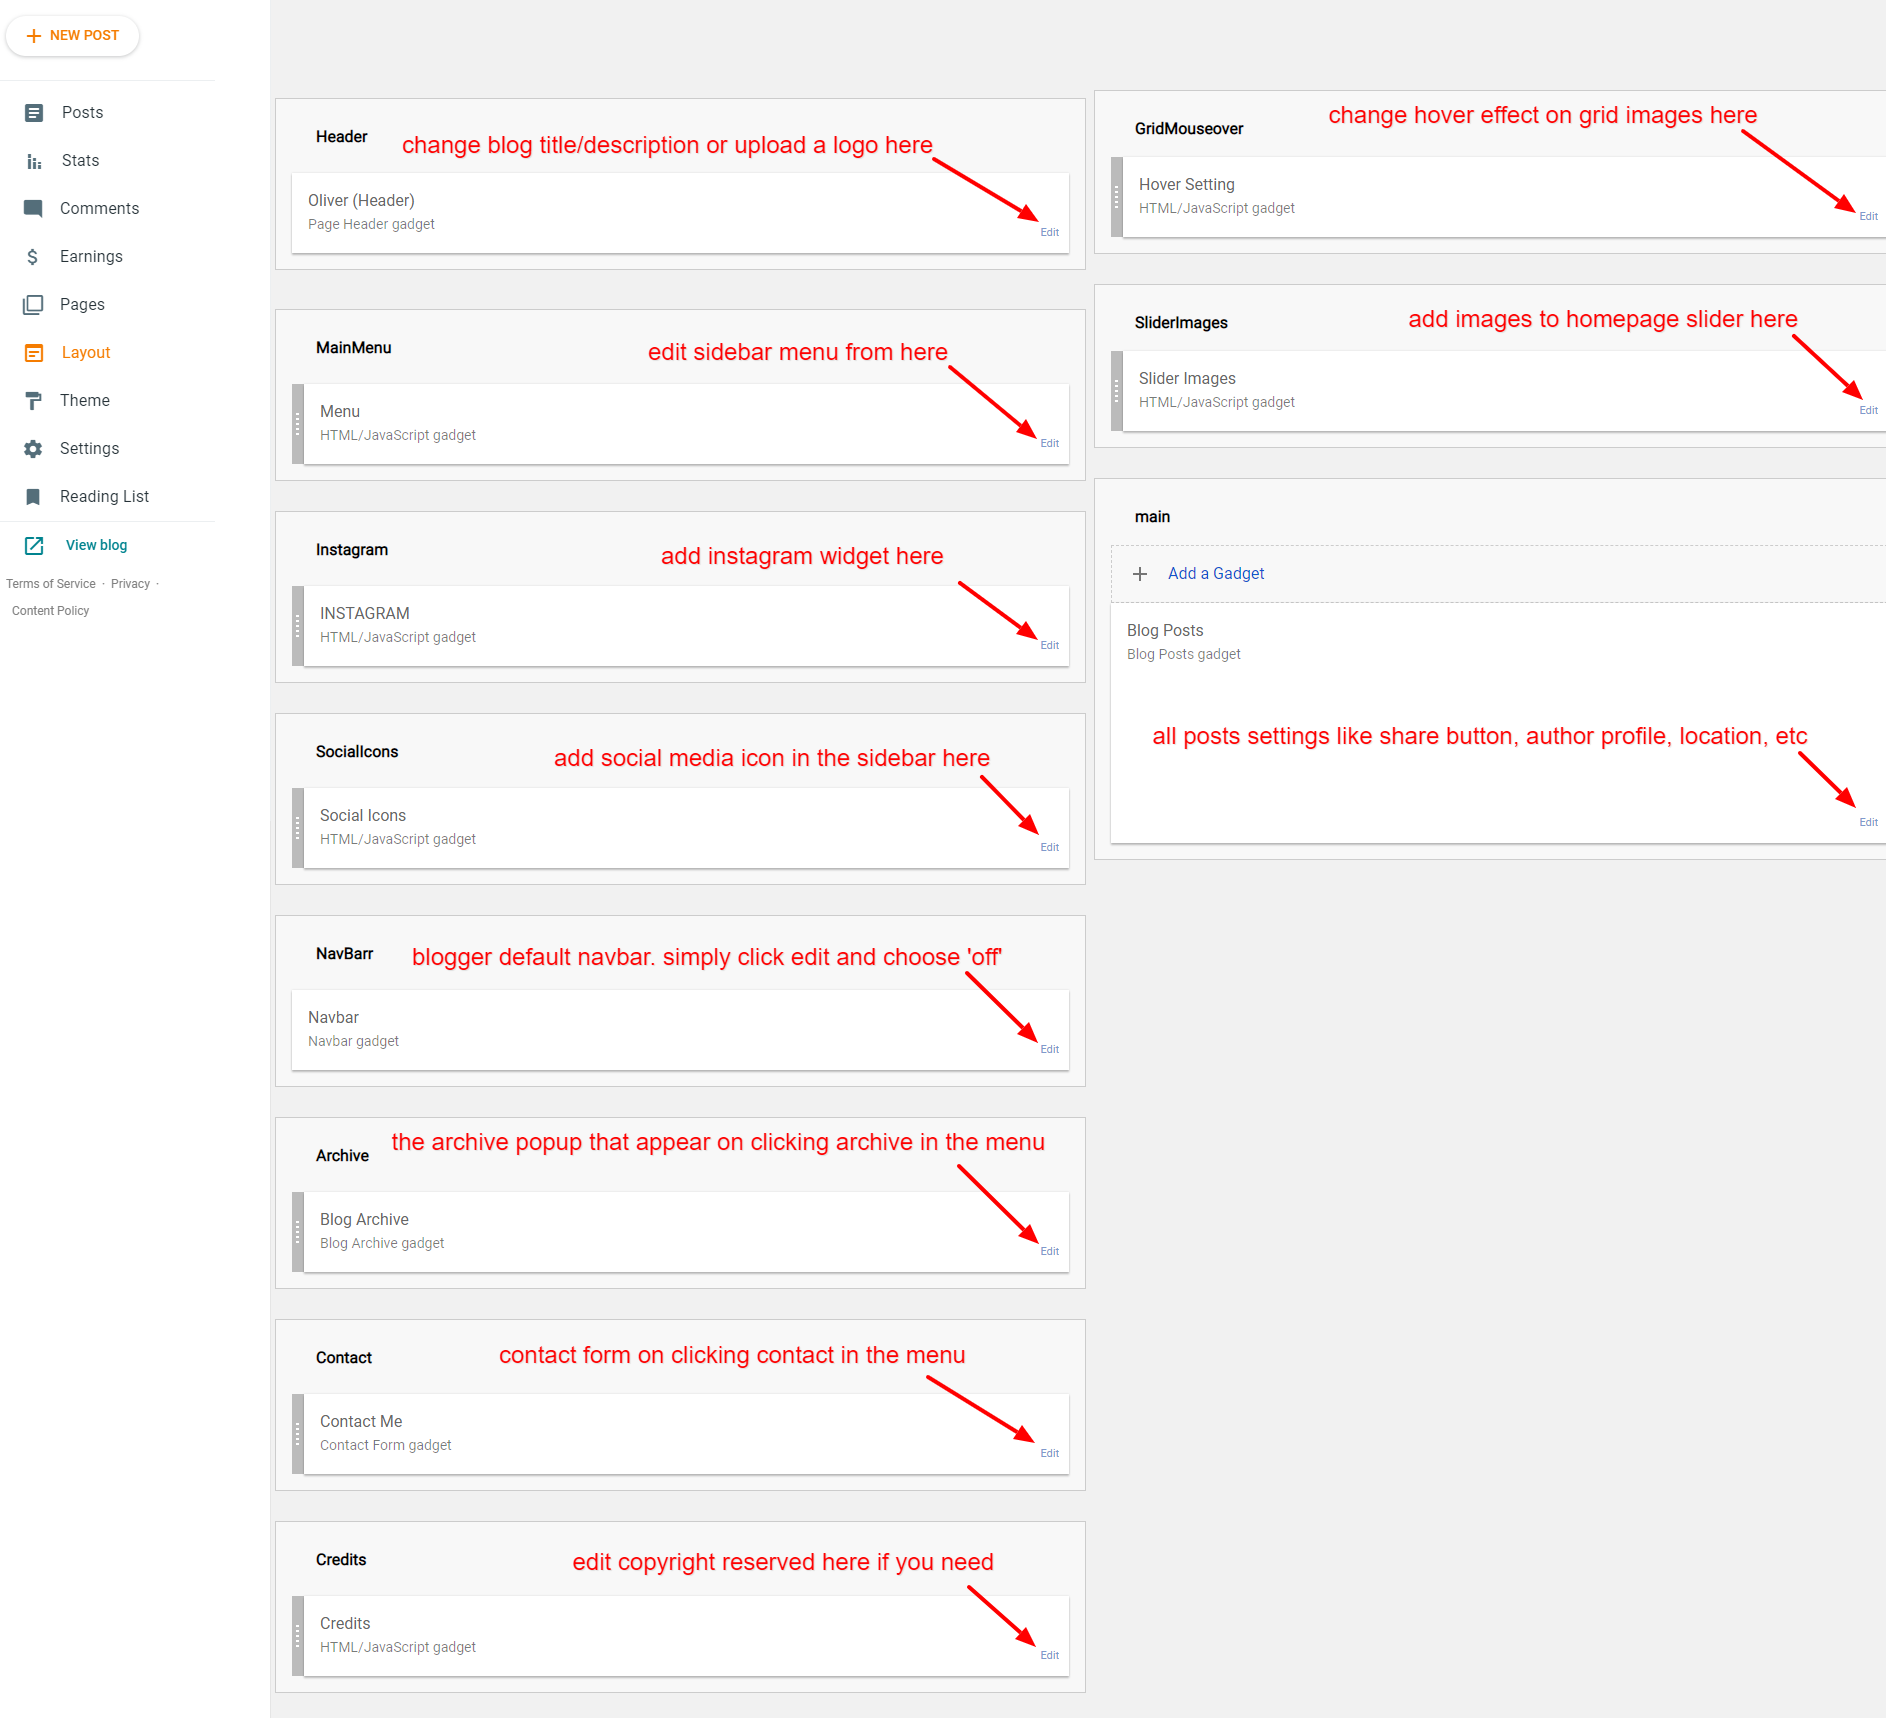 NEW POST
Posts
Stats
Comments
Earnings
Pages
Layout
Theme
Settings
Reading List
View blog
Terms of Service · Privacy ·
Content Policy
Header
change blog title/description or upload a logo here
Oliver (Header)
Page Header gadget
Edit
MainMenu
edit sidebar menu from here
Menu
HTML/JavaScript gadget
Edit
Instagram
add instagram widget here
INSTAGRAM
HTML/JavaScript gadget
Edit
SocialIcons
add social media icon in the sidebar here
Social Icons
HTML/JavaScript gadget
Edit
NavBarr
blogger default navbar. simply click edit and choose 'off'
Navbar
Navbar gadget
Edit
Archive
the archive popup that appear on clicking archive in the menu
Blog Archive
Blog Archive gadget
Edit
Contact
contact form on clicking contact in the menu
Contact Me
Contact Form gadget
Edit
Credits
edit copyright reserved here if you need
Credits
HTML/JavaScript gadget
Edit
GridMouseover
change hover effect on grid images here
Hover Setting
HTML/JavaScript gadget
Edit
SliderImages
add images to homepage slider here
Slider Images
HTML/JavaScript gadget
Edit
main
Add a Gadget
Blog Posts
Blog Posts gadget
all posts settings like share button, author profile, location, etc
Edit